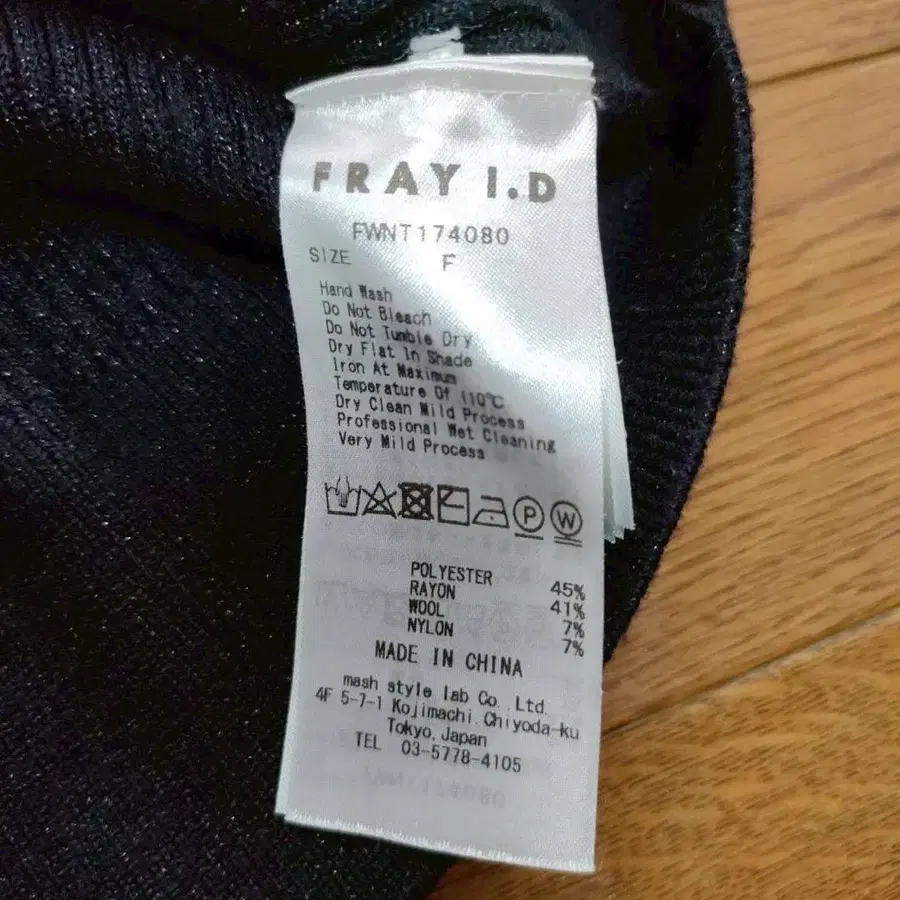 FRAY I.D
FWNT174080
SIZE F
Hand Wash
Do Not Bleach
Do Not Tumble Dry
Dry Flat In Shade
Iron At Maximum
Temperature Of 110℃
Dry Clean Mild Process
Professional Wet Cleaning
Very Mild Process
P W
POLYESTER 45%
RAYON 41%
WOOL 7%
NYLON 7%
MADE IN CHINA
mash style lab Co., Ltd.
4F 5-7-1 Kojimachi, Chiyoda-ku
Tokyo, Japan
TEL 03-5778-4105